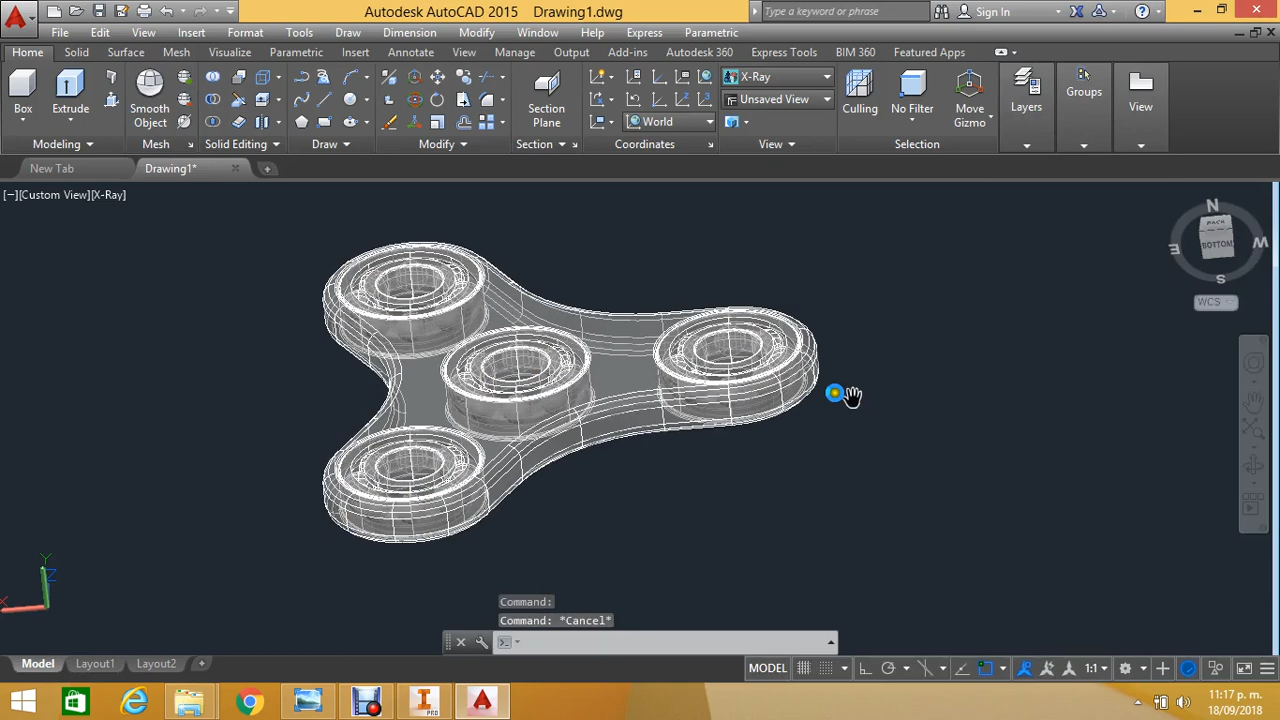 Autodesk AutoCAD 2015 Drawing1.dwg
Type a keyword or phrase
Sign In
File Edit View Insert Format Tools Draw Dimension Modify Window Help Express Parametric
Home Solid Surface Mesh Visualize Parametric Insert Annotate View Manage Output Add-ins Autodesk 360 Express Tools BIM 360 Featured Apps
Box Extrude Smooth Object
Section Plane
X-Ray
Unsaved View
World
Culling No Filter Move Gizmo
Layers Groups View
Modeling Mesh Solid Editing Draw Modify Section Coordinates View Selection
New Tab Drawing1*
[−][Custom View][X-Ray]
N
BACK
BOTTOM
E
W
S
WCS
Y
Z
X
Command:
Command: *Cancel*
Model Layout1 Layout2
MODEL
1:1
PRO
11:17 p. m.
18/09/2018